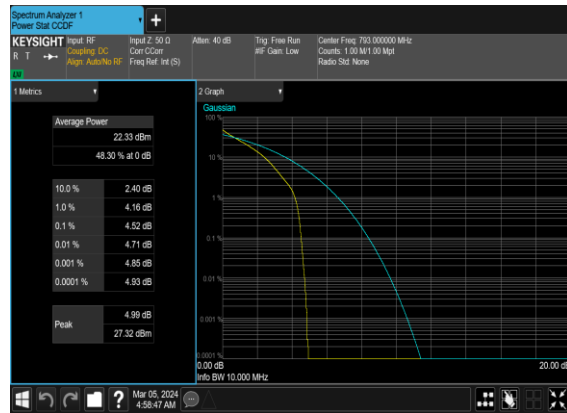 Spectrum Analyzer 1
Power Stat CCDF
KEYSIGHT
R T
LW
Input: RF
Coupling: DC
Align: Auto/No RF
Input Z: 50 Ω
Corr CCorr
Freq Ref: Int (S)
Atten: 40 dB
Trig: Free Run
#IF Gain: Low
Center Freq: 793.000000 MHz
Counts: 1.00 M/1.00 Mpt
Radio Std: None
1 Metrics
Average Power
22.33 dBm
48.30 % at 0 dB
10.0 % 2.40 dB
1.0 % 4.16 dB
0.1 % 4.52 dB
0.01 % 4.71 dB
0.001 % 4.85 dB
0.0001 % 4.93 dB
Peak
4.99 dB
27.32 dBm
2 Graph
Gaussian
100 %
10 %
1 %
0.1 %
0.01 %
0.001 %
0.0001 %
0.00 dB
20.00 dB
Info BW 10.000 MHz
?
Mar 05, 2024
4:58:47 AM